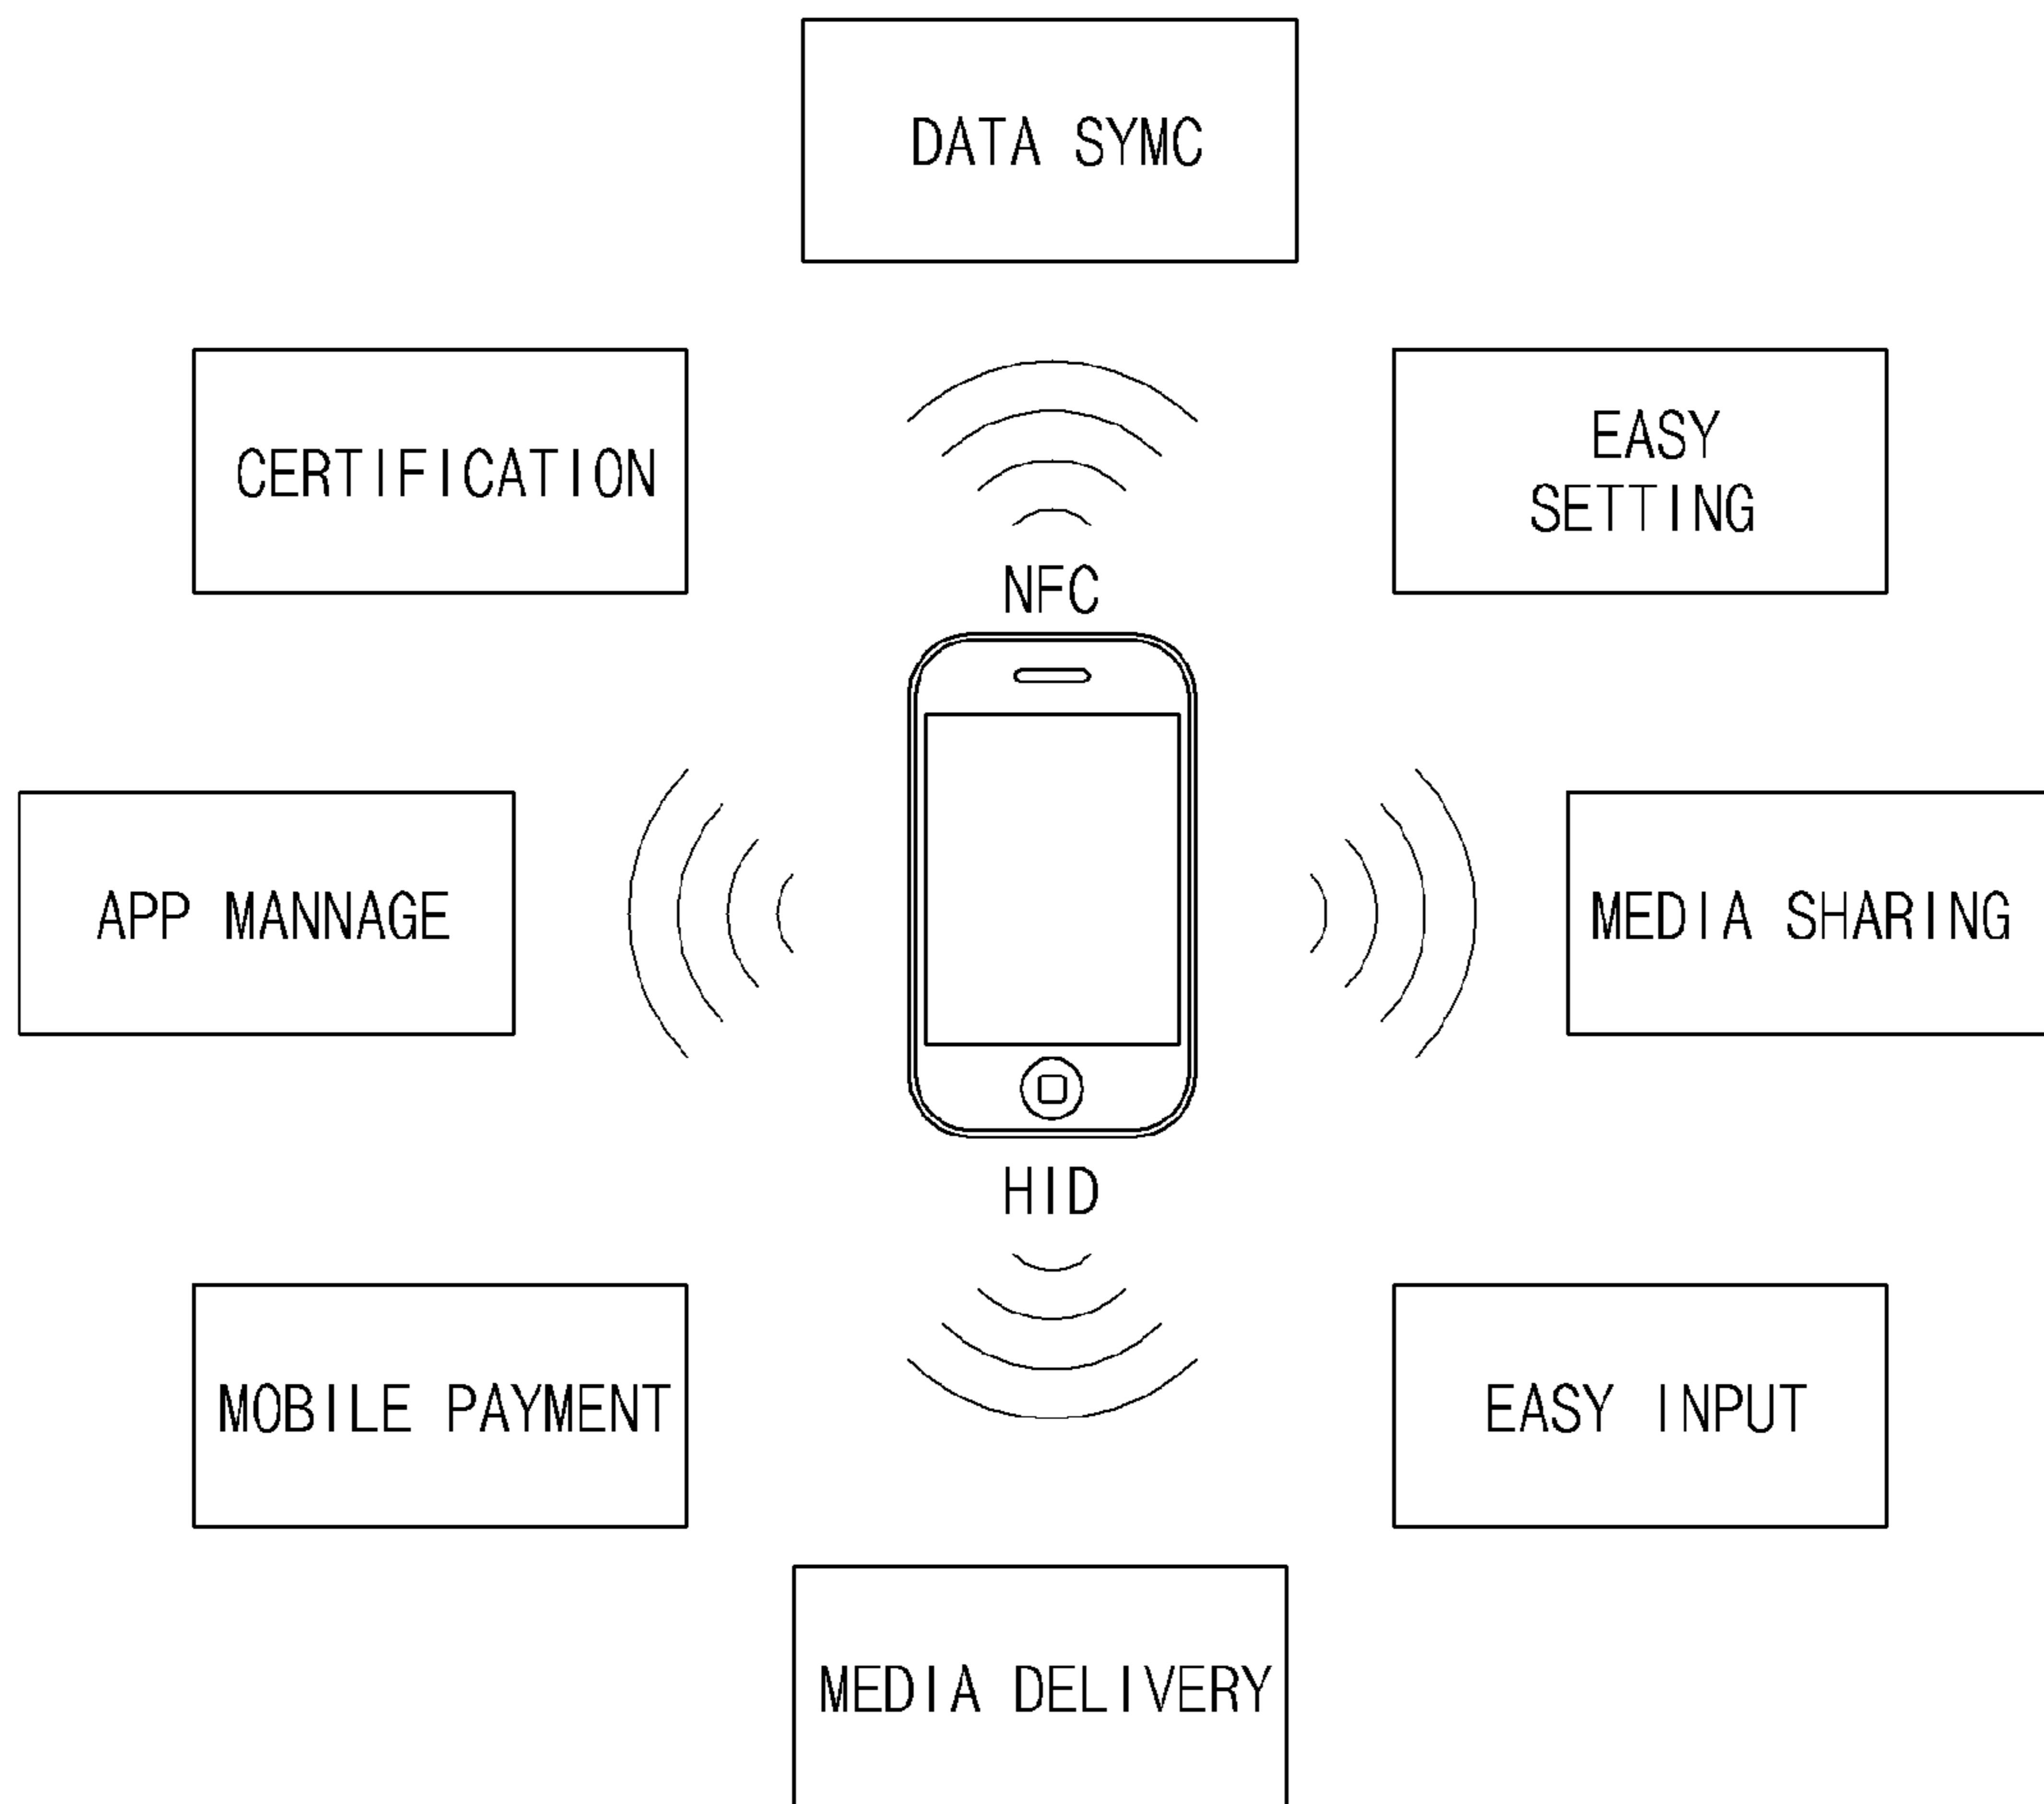 DATA SYMC
CERTIFICATION
EASY
SETTING
NFC
APP MANNAGE
MEDIA SHARING
HID
MOBILE PAYMENT
EASY INPUT
MEDIA DELIVERY